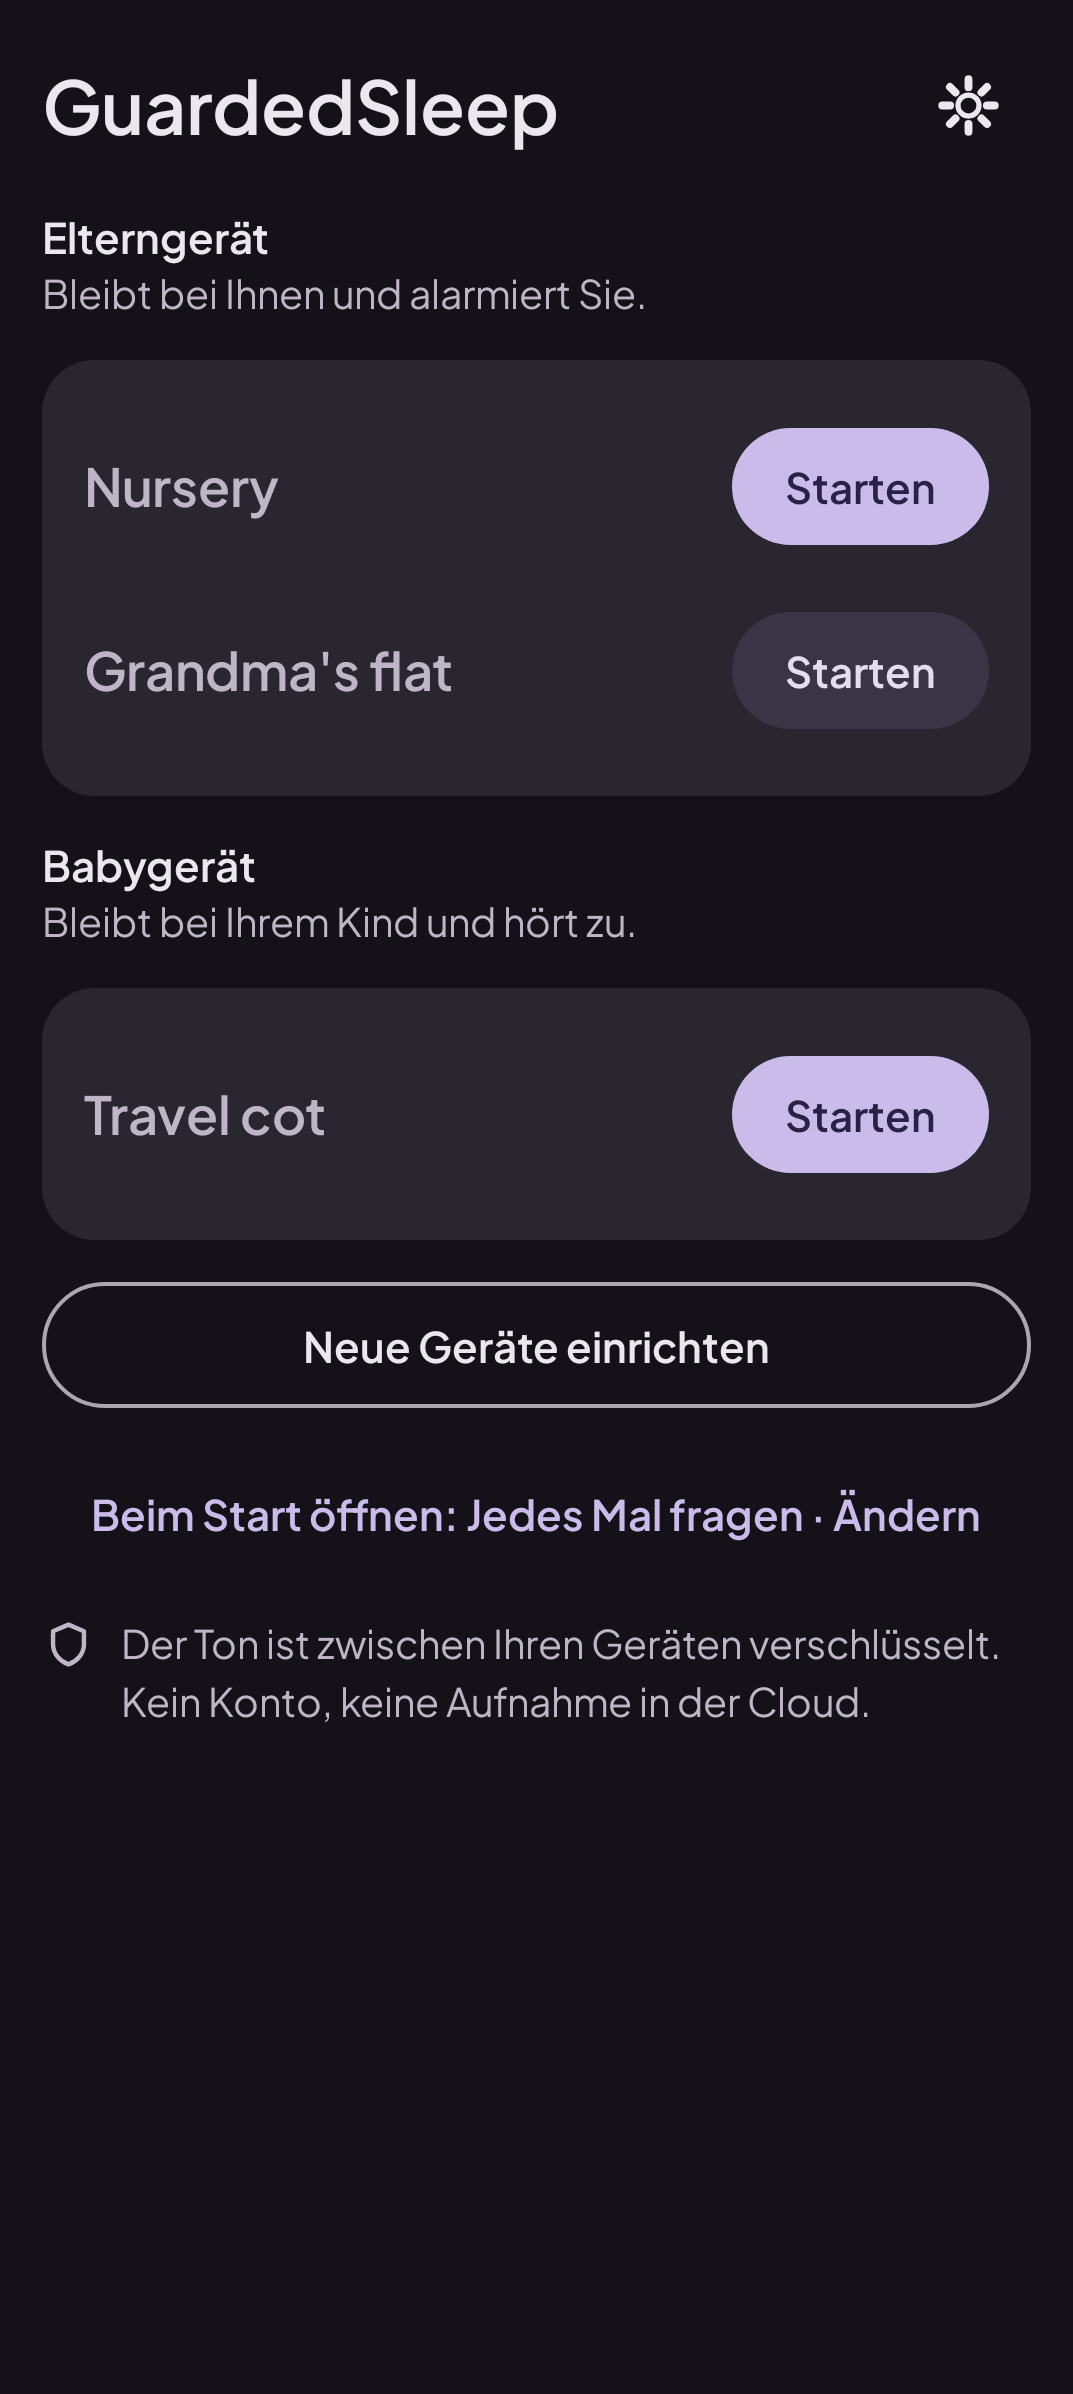 GuardedSleep
Elterngerät
Bleibt bei Ihnen und alarmiert Sie.
Nursery
Starten
Grandma's flat
Starten
Babygerät
Bleibt bei Ihrem Kind und hört zu.
Travel cot
Starten
Neue Geräte einrichten
Beim Start öffnen: Jedes Mal fragen · Ändern
Der Ton ist zwischen Ihren Geräten verschlüsselt.
Kein Konto, keine Aufnahme in der Cloud.